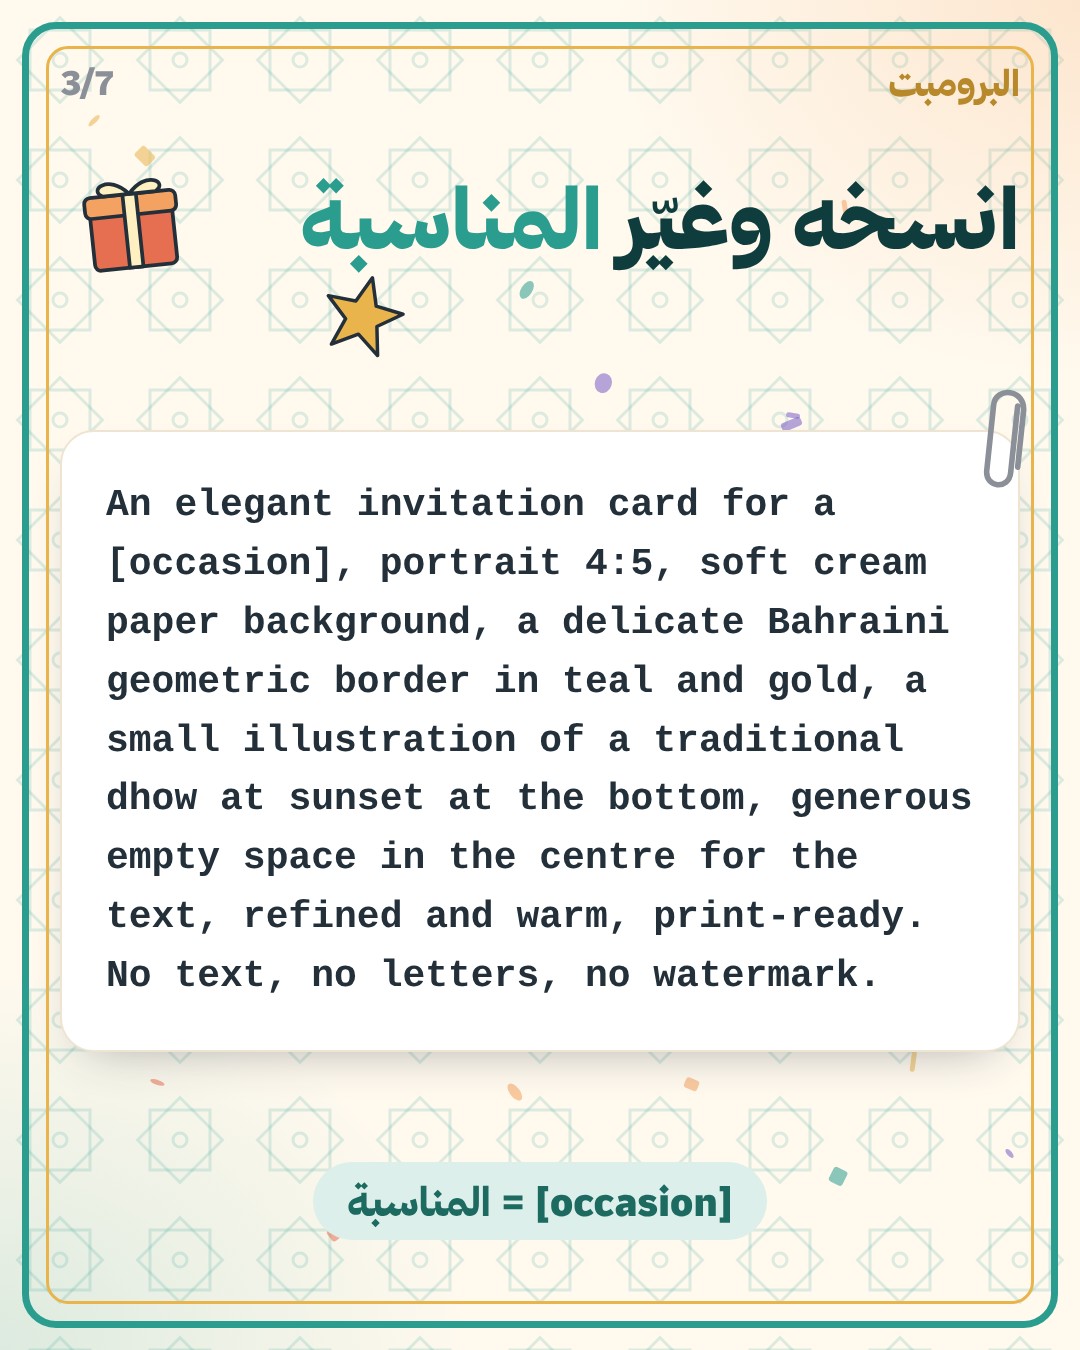 البرومبت
3/7
انسخه وغيّر المناسبة
An elegant invitation card for a
[occasion], portrait 4:5, soft cream
paper background, a delicate Bahraini
geometric border in teal and gold, a
small illustration of a traditional
dhow at sunset at the bottom, generous
empty space in the centre for the
text, refined and warm, print-ready.
No text, no letters, no watermark.
[occasion] = المناسبة